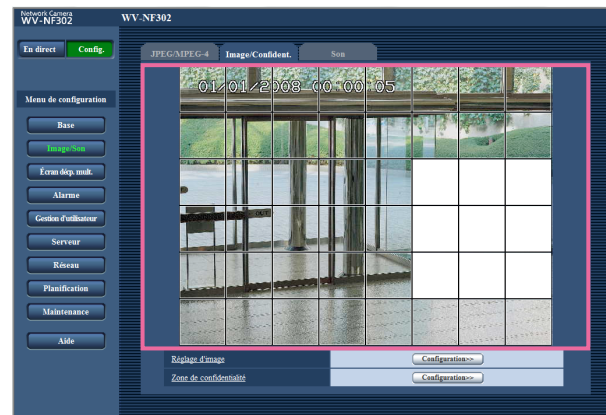 Network Camera
WV-NF302
WV-NF302
En direct
Config.
JPEG/MPEG-4
Image/Confident.
Son
01/01/2008 00:00:05
OUT
Menu de configuration
Base
Image/Son
Écran dép. mult.
Alarme
Gestion d'utilisateur
Serveur
Réseau
Planification
Maintenance
Aide
Réglage d'image
Configuration>>
Zone de confidentialité
Configuration>>